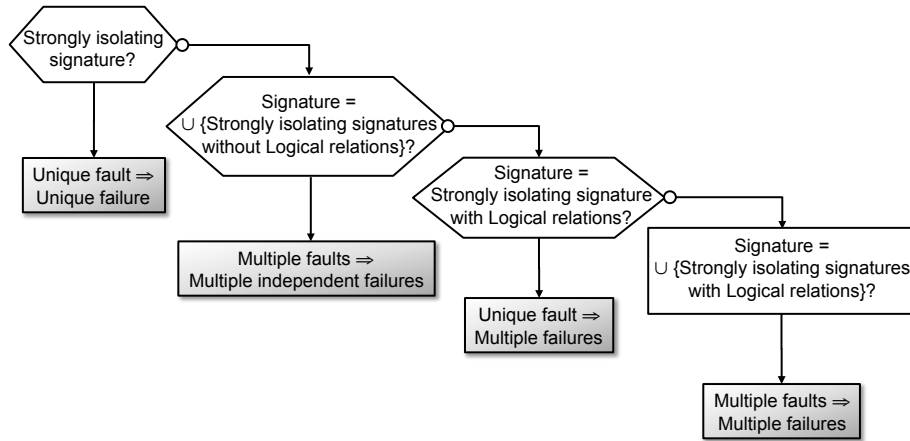 Strongly isolating
signature?
Signature =
∪ {Strongly isolating signatures
without Logical relations}?
Unique fault ⇒
Unique failure
Signature =
Strongly isolating signature
with Logical relations?
Multiple faults ⇒
Multiple independent failures
Signature =
∪ {Strongly isolating signatures
with Logical relations}?
Unique fault ⇒
Multiple failures
Multiple faults ⇒
Multiple failures